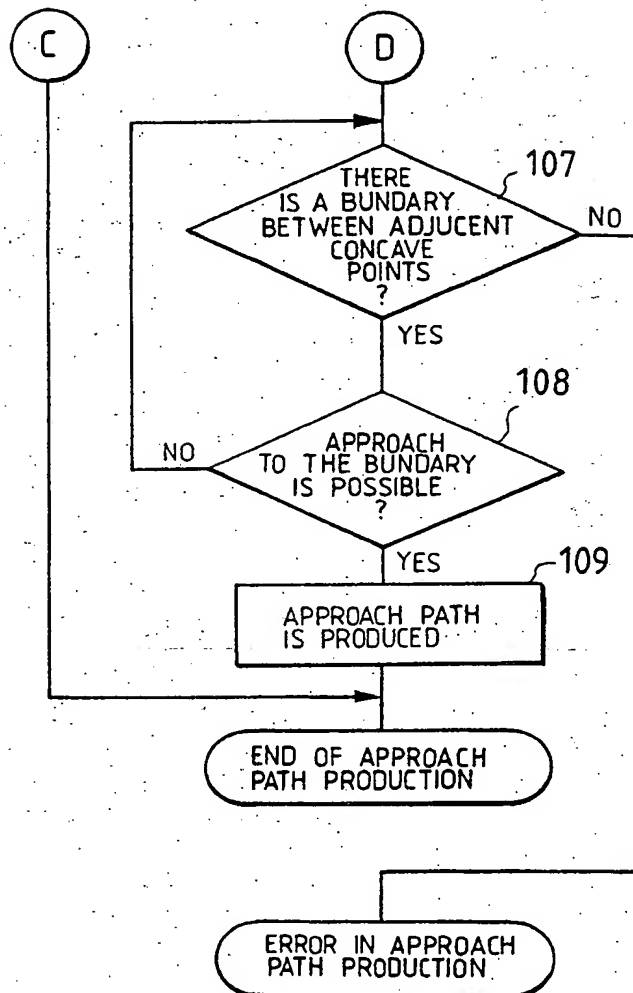 C
D
THERE
IS A BUNDARY
BETWEEN ADJUCENT
CONCAVE
POINTS
?
107
NO
YES
108
APPROACH
TO THE BUNDARY
IS POSSIBLE
?
NO
YES
109
APPROACH PATH
IS PRODUCED
END OF APPROACH
PATH PRODUCTION
ERROR IN APPROACH
PATH PRODUCTION